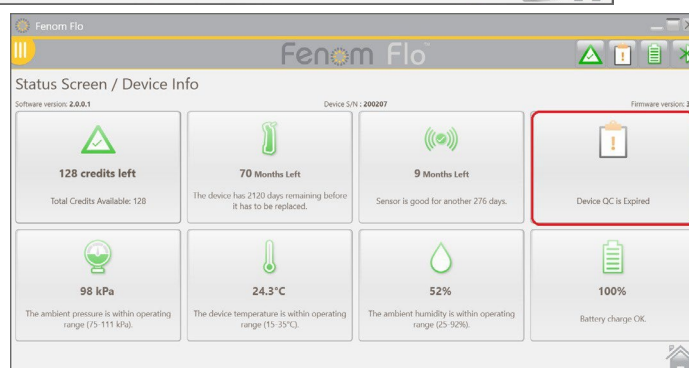 Fenom Flo
Fenom Flo™
Status Screen / Device Info
Software version: 2.0.0.1
Device S/N : 200207
Firmware version:
128 credits left
Total Credits Available: 128
70 Months Left
The device has 2120 days remaining before
it has to be replaced.
9 Months Left
Sensor is good for another 276 days.
!
Device QC is Expired
98 kPa
The ambient pressure is within operating
range (75-111 kPa).
24.3°C
The device temperature is within operating
range (15-35°C).
52%
The ambient humidity is within operating
range (25-92%).
100%
Battery charge OK.